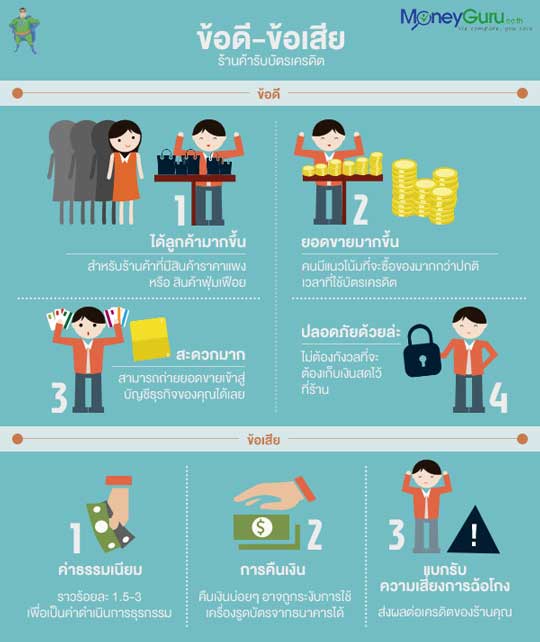 MoneyGuru.co.th
We compare, you save
ข้อดี-ข้อเสีย
ร้านค้ารับบัตรเครดิต
ข้อดี
1
ได้ลูกค้ามากขึ้น
สำหรับร้านค้าที่มีสินค้าราคาแพง
หรือ สินค้าฟุ่มเฟือย
2
ยอดขายมากขึ้น
คนมีแนวโน้มที่จะซื้อของมากกว่าปกติ
เวลาที่ใช้บัตรเครดิต
3
สะดวกมาก
สามารถถ่ายยอดขายเข้าสู่
บัญชีธุรกิจของคุณได้เลย
ปลอดภัยด้วยล่ะ
ไม่ต้องกังวลที่จะ
ต้องเก็บเงินสดไว้
ที่ร้าน
4
ข้อเสีย
1
ค่าธรรมเนียม
ราวร้อยละ 1.5-3
เพื่อเป็นค่าดำเนินการธุรกรรม
$
2
การคืนเงิน
คืนเงินบ่อยๆ อาจถูกระงับการใช้
เครื่องรูดบัตรจากธนาคารได้
3
!
แบกรับ
ความเสี่ยงการฉ้อโกง
ส่งผลต่อเครดิตของร้านคุณ